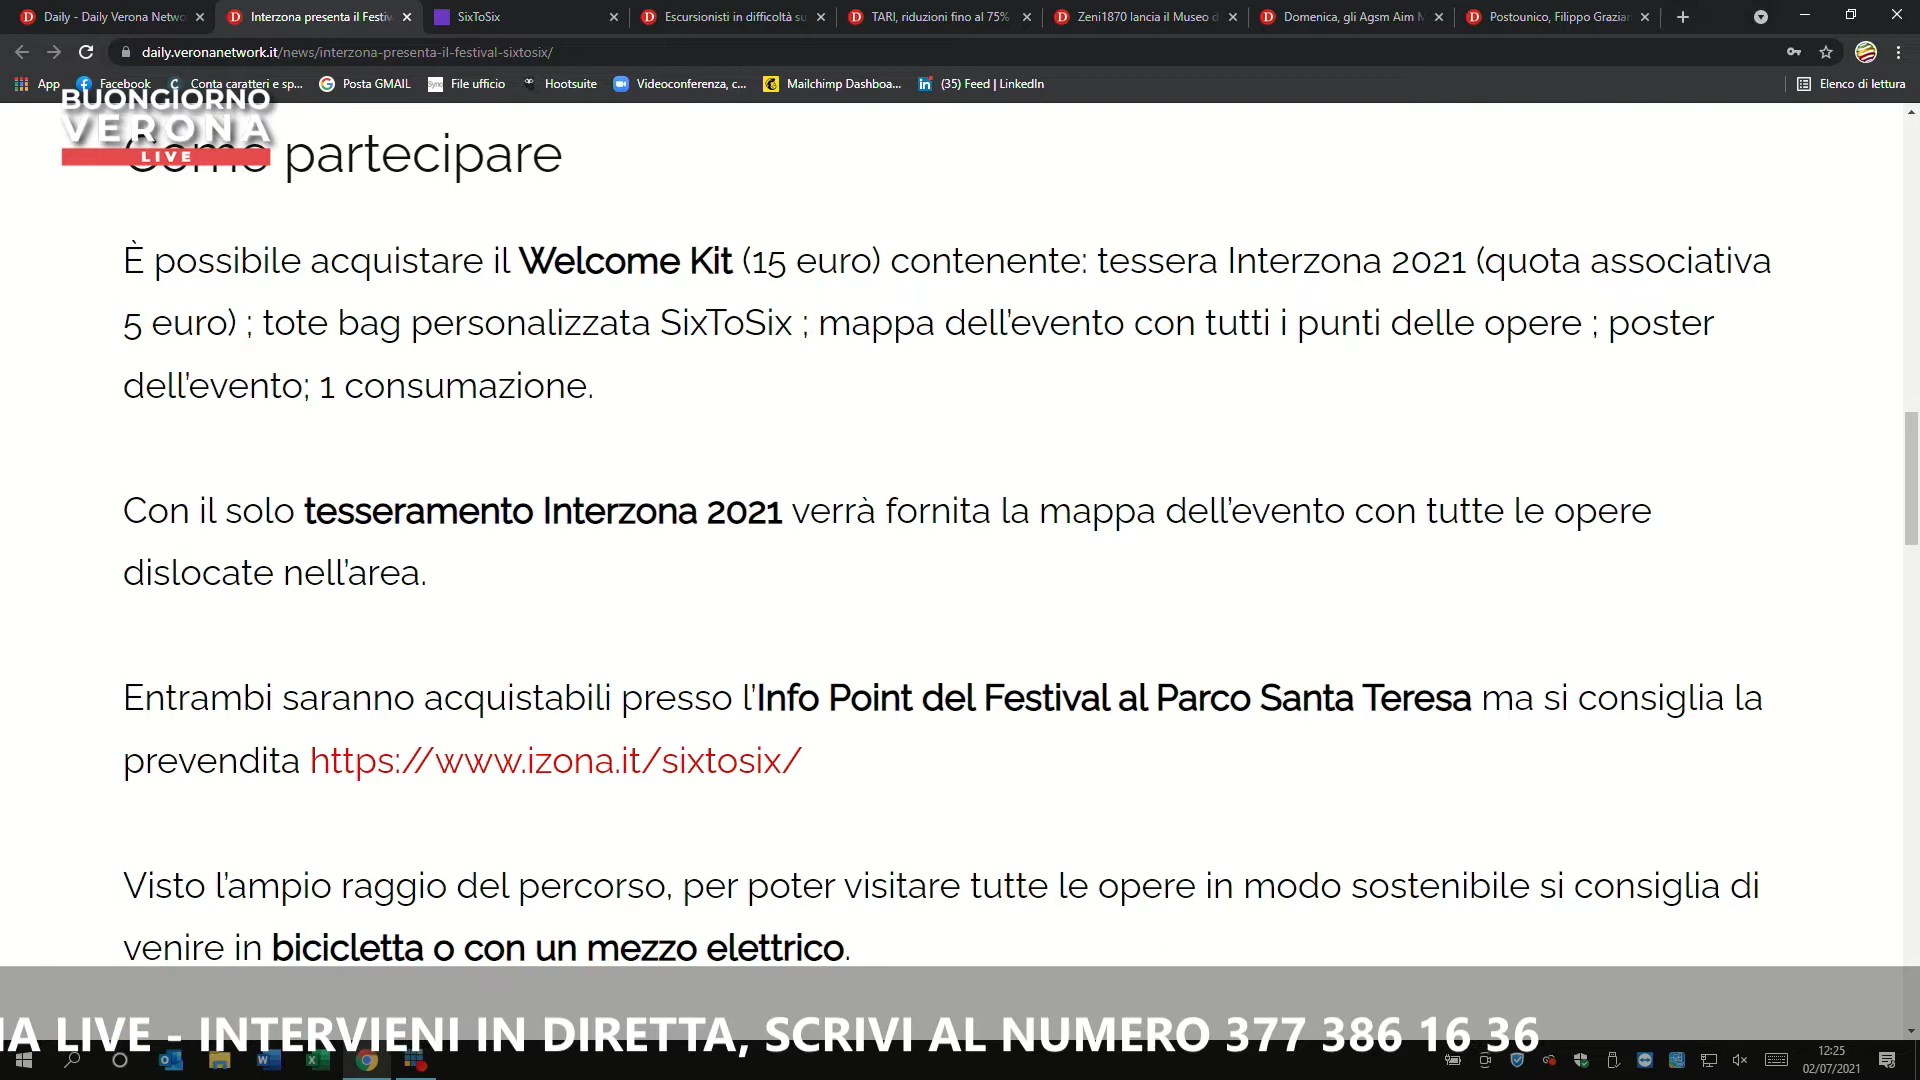 Daily - Daily Verona Netwo
Interzona presenta il Festiv
SixToSix
Escursionisti in difficoltà su
TARI, riduzioni fino al 75%
Zeni1870 lancia il Museo d
Domenica, gli Agsm Aim M
Postounico, Filippo Grazian
daily.veronanetwork.it/news/interzona-presenta-il-festival-sixtosix/
App
Facebook
Conta caratteri e sp...
Posta GMAIL
File ufficio
Hootsuite
Videoconferenza, c...
Mailchimp Dashboa...
(35) Feed | LinkedIn
Elenco di lettura
BUONGIORNO
VERONA
LIVE
Come partecipare
È possibile acquistare il Welcome Kit (15 euro) contenente: tessera Interzona 2021 (quota associativa
5 euro) ; tote bag personalizzata SixToSix ; mappa dell'evento con tutti i punti delle opere ; poster
dell'evento; 1 consumazione.
Con il solo tesseramento Interzona 2021 verrà fornita la mappa dell'evento con tutte le opere
dislocate nell'area.
Entrambi saranno acquistabili presso l'Info Point del Festival al Parco Santa Teresa ma si consiglia la
prevendita https://www.izona.it/sixtosix/
Visto l'ampio raggio del percorso, per poter visitare tutte le opere in modo sostenibile si consiglia di
venire in bicicletta o con un mezzo elettrico.
NA LIVE - INTERVIENI IN DIRETTA, SCRIVI AL NUMERO 377 386 16 36
12:25
02/07/2021